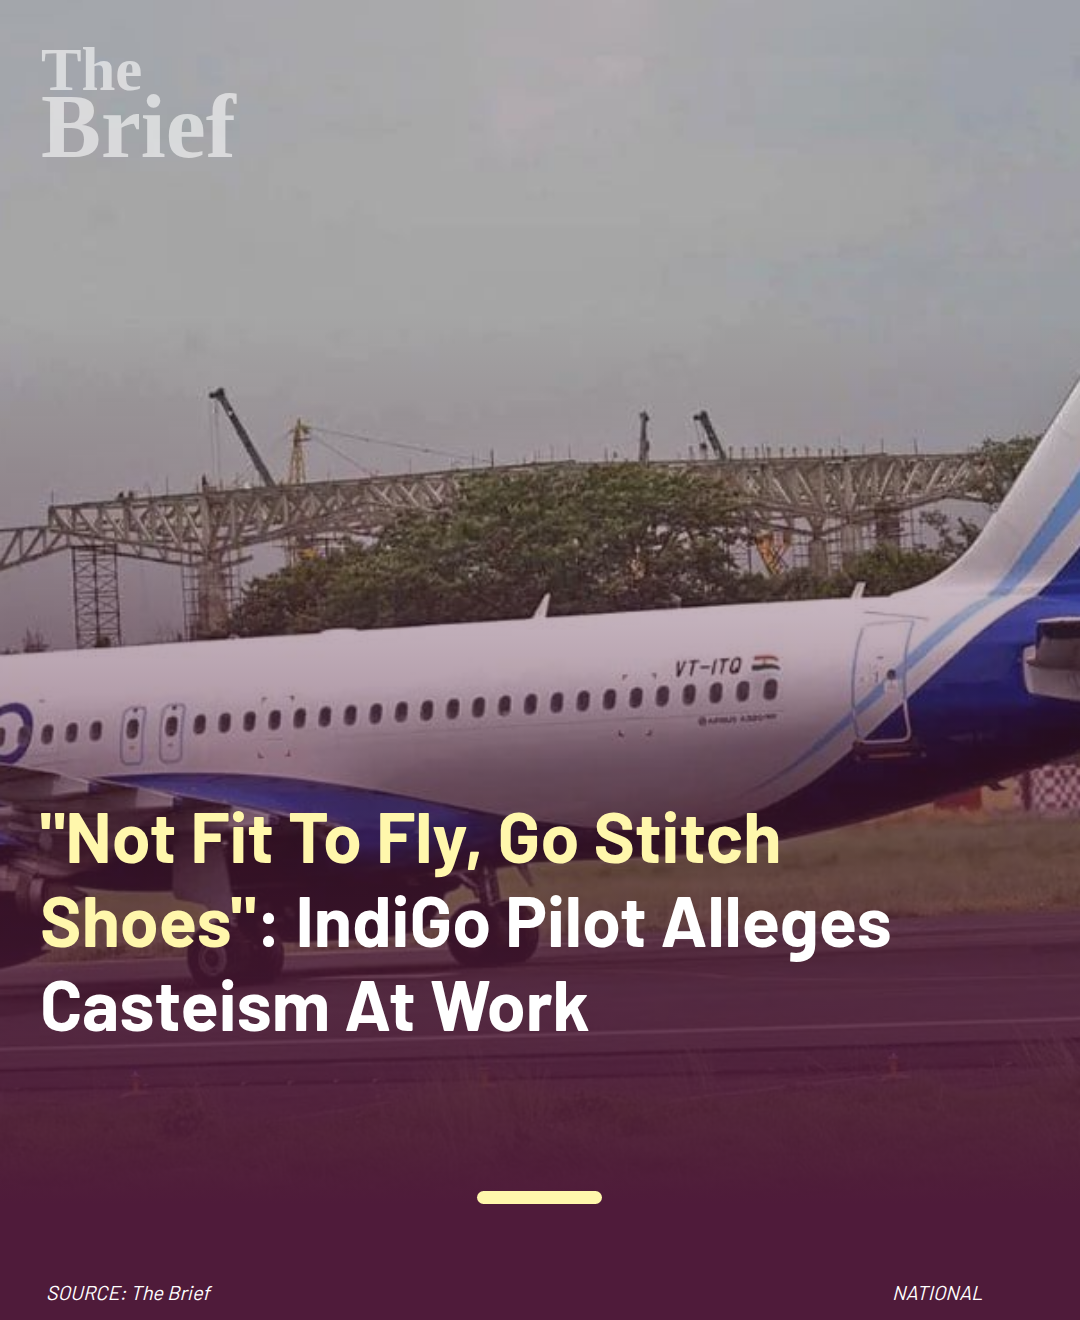 The
Brief
VT-ITQ
"Not Fit To Fly, Go Stitch
Shoes": IndiGo Pilot Alleges
Casteism At Work
SOURCE: The Brief
NATIONAL